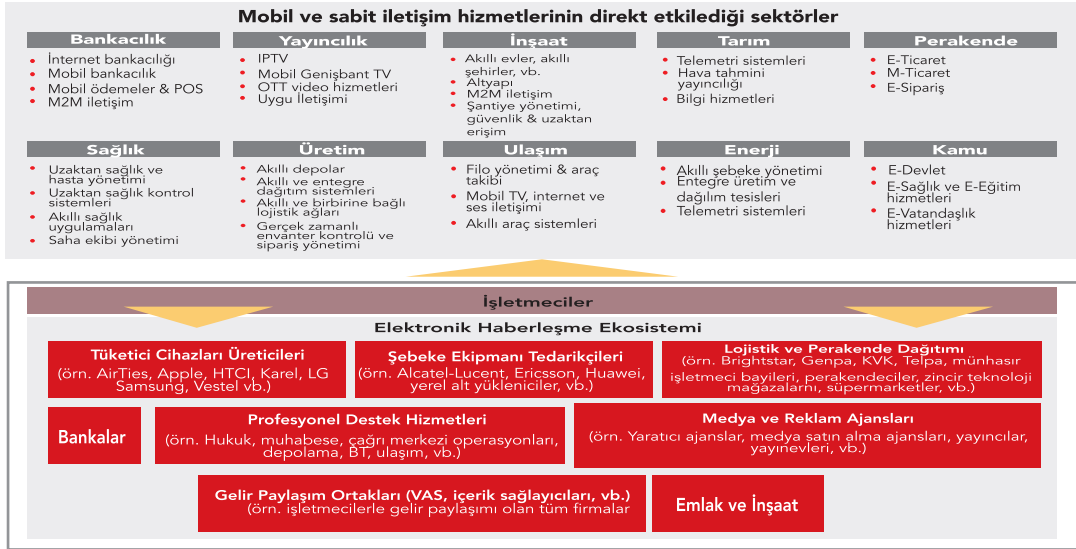 Mobil ve sabit iletişim hizmetlerinin direkt etkilediği sektörler
Bankacılık
• İnternet bankacılığı
• Mobil bankacılık
• Mobil ödemeler & POS
• M2M iletişim
Yayıncılık
• IPTV
• Mobil Genişbant TV
• OTT video hizmetleri
• Uygu İletişimi
İnşaat
• Akıllı evler, akıllı
şehirler, vb.
• Altyapı
• M2M iletişim
• Şantiye yönetimi,
güvenlik & uzaktan
erişim
Tarım
• Telemetri sistemleri
• Hava tahmini
yayıncılığı
• Bilgi hizmetleri
Perakende
• E-Ticaret
• M-Ticaret
• E-Sipariş
Sağlık
• Uzaktan sağlık ve
hasta yönetimi
• Uzaktan sağlık kontrol
sistemleri
• Akıllı sağlık
uygulamaları
• Saha ekibi yönetimi
Üretim
• Akıllı depolar
• Akıllı ve entegre
dağıtım sistemleri
• Akıllı ve birbirine bağlı
lojistik ağları
• Gerçek zamanlı
envanter kontrolü ve
sipariş yönetimi
Ulaşım
• Filo yönetimi & araç
takibi
• Mobil TV, internet ve
ses iletişimi
• Akıllı araç sistemleri
Enerji
• Akıllı şebeke yönetimi
• Entegre üretim ve
dağılım tesisleri
• Telemetri sistemleri
Kamu
• E-Devlet
• E-Sağlık ve E-Eğitim
hizmetleri
• E-Vatandaşlık
hizmetleri
İşletmeciler
Elektronik Haberleşme Ekosistemi
Tüketici Cihazları Üreticileri
(örn. AirTies, Apple, HTCI, Karel, LG
Samsung, Vestel vb.)
Şebeke Ekipmanı Tedarikçileri
(örn. Alcatel-Lucent, Ericsson, Huawei,
yerel alt yükleniciler, vb.)
Lojistik ve Perakende Dağıtımı
(örn. Brightstar, Genpa, KVK, Telpa, münhasır
işletmeci bayileri, perakendeciler, zincir teknoloji
mağazalarnı, süpermarketler, vb.)
Bankalar
Profesyonel Destek Hizmetleri
(örn. Hukuk, muhabese, çağrı merkezi operasyonları,
depolama, BT, ulaşım, vb.)
Medya ve Reklam Ajansları
(örn. Yaratıcı ajanslar, medya satın alma ajansları, yayıncılar,
yayınevleri, vb.)
Gelir Paylaşım Ortakları (VAS, içerik sağlayıcıları, vb.)
(örn. işletmecilerle gelir paylaşımı olan tüm firmalar
Emlak ve İnşaat